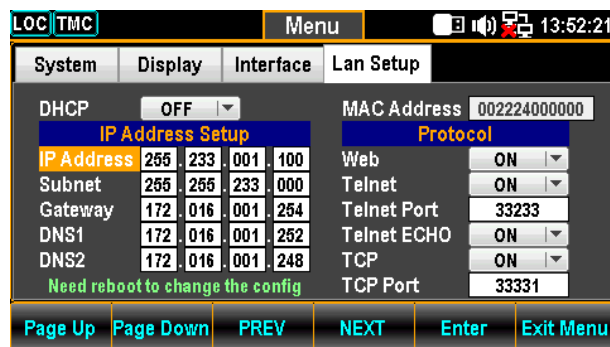 LOC TMC Menu 13:52:21
System Display Interface Lan Setup
DHCP OFF MAC Address 002224000000
IP Address Setup Protocol
IP Address 255 . 233 . 001 . 100 Web ON
Subnet 255 . 255 . 233 . 000 Telnet ON
Gateway 172 . 016 . 001 . 254 Telnet Port 33233
DNS1 172 . 016 . 001 . 252 Telnet ECHO ON
DNS2 172 . 016 . 001 . 248 TCP ON
Need reboot to change the config TCP Port 33331
Page Up Page Down PREV NEXT Enter Exit Menu